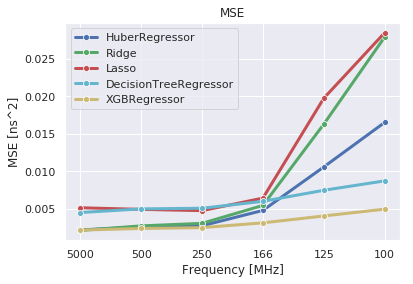 MSE
HuberRegressor
Ridge
Lasso
DecisionTreeRegressor
XGBRegressor
MSE [ns^2]
0.025
0.020
0.015
0.010
0.005
5000 500 250 166 125 100
Frequency [MHz]